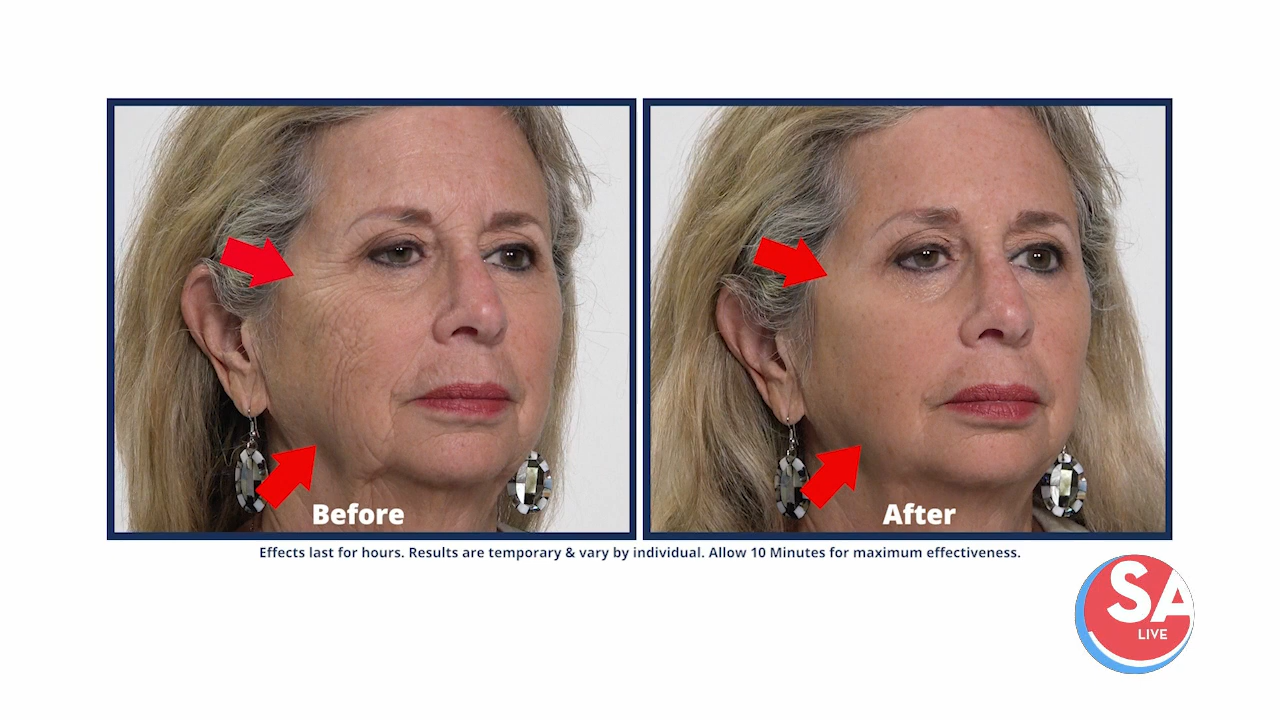 Before
After
Effects last for hours. Results are temporary & vary by individual. Allow 10 Minutes for maximum effectiveness.
SA
LIVE